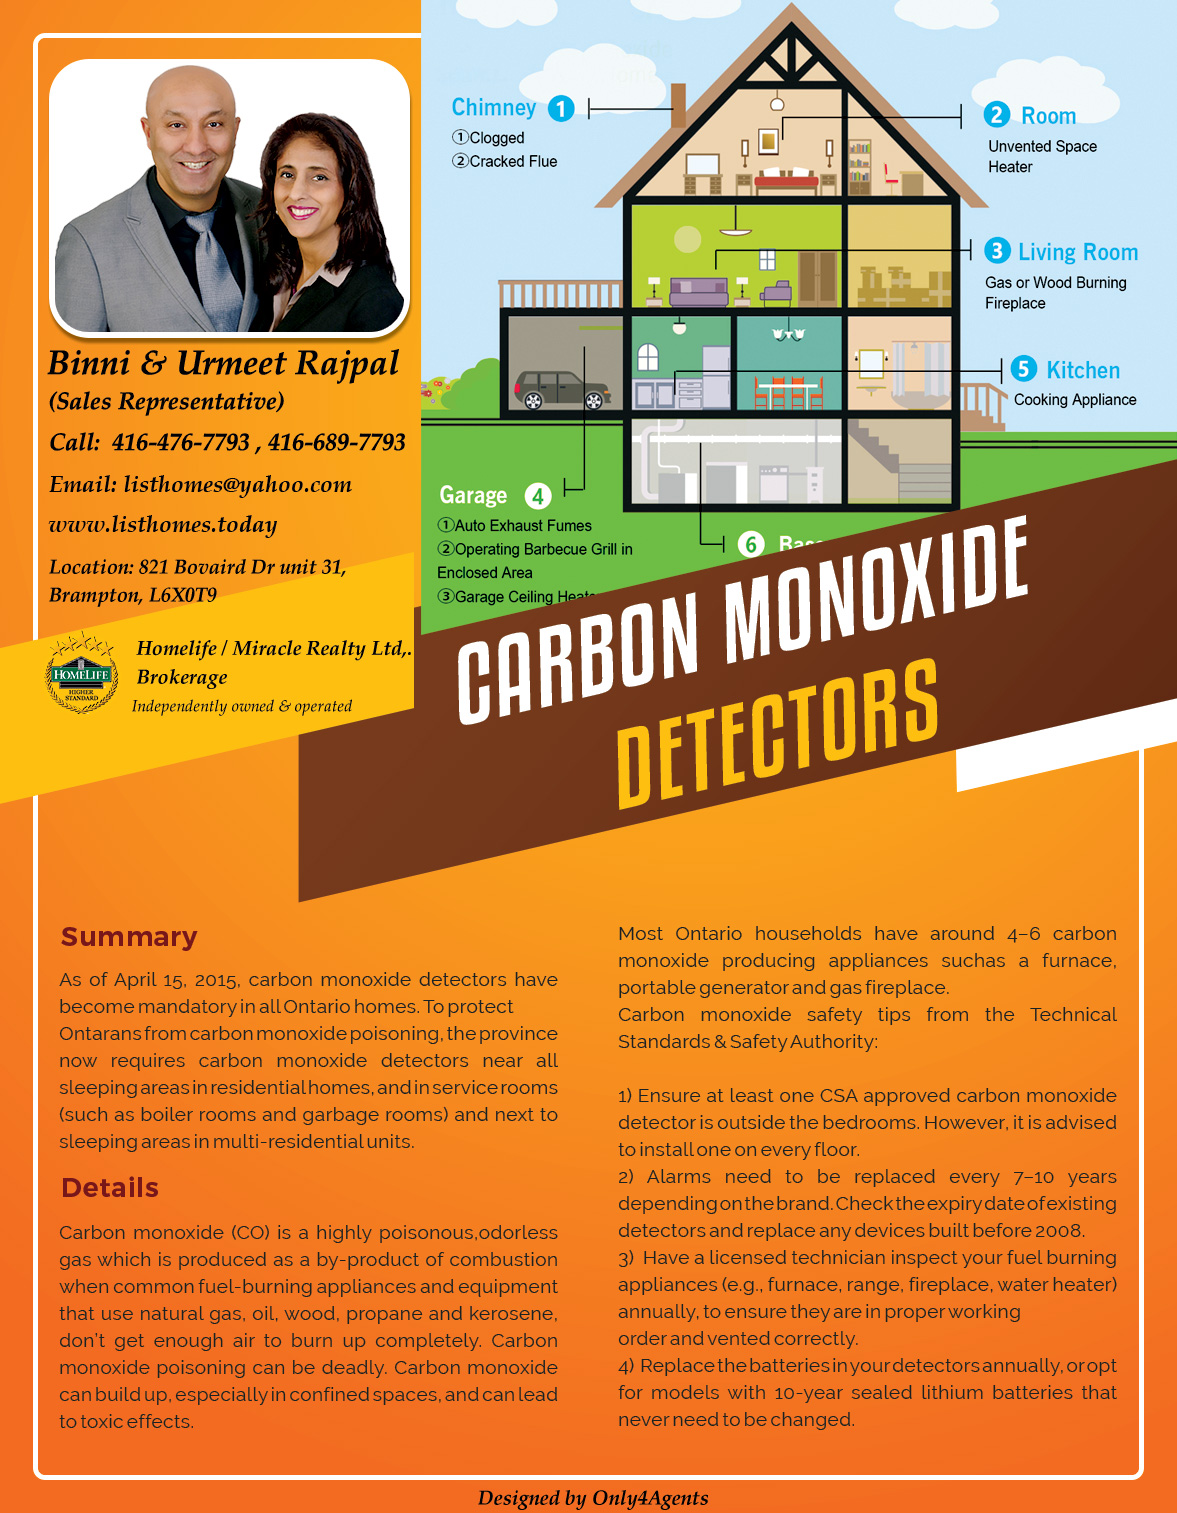 Binni & Urmeet Rajpal
(Sales Representative)
Call: 416-476-7793 , 416-689-7793
Email: listhomes@yahoo.com
www.listhomes.today
Location: 821 Bovaird Dr unit 31,
Brampton, L6X0T9
HOMELIFE
HIGHER
STANDARD
Homelife / Miracle Realty Ltd,.
Brokerage
Independently owned & operated
Chimney 1
①Clogged
②Cracked Flue
2 Room
Unvented Space
Heater
3 Living Room
Gas or Wood Burning
Fireplace
5 Kitchen
Cooking Appliance
Garage 4
①Auto Exhaust Fumes
②Operating Barbecue Grill in
Enclosed Area
③Garage Ceiling Heater
6
CARBON MONOXIDE
DETECTORS
Summary
As of April 15, 2015, carbon monoxide detectors have
become mandatory in all Ontario homes. To protect
Ontarans from carbon monoxide poisoning, the province
now requires carbon monoxide detectors near all
sleeping areas in residential homes, and in service rooms
(such as boiler rooms and garbage rooms) and next to
sleeping areas in multi-residential units.
Details
Carbon monoxide (CO) is a highly poisonous,odorless
gas which is produced as a by-product of combustion
when common fuel-burning appliances and equipment
that use natural gas, oil, wood, propane and kerosene,
don't get enough air to burn up completely. Carbon
monoxide poisoning can be deadly. Carbon monoxide
can build up, especially in confined spaces, and can lead
to toxic effects.
Most Ontario households have around 4–6 carbon
monoxide producing appliances suchas a furnace,
portable generator and gas fireplace.
Carbon monoxide safety tips from the Technical
Standards & Safety Authority:
1) Ensure at least one CSA approved carbon monoxide
detector is outside the bedrooms. However, it is advised
to install one on every floor.
2) Alarms need to be replaced every 7–10 years
depending on the brand. Check the expiry date of existing
detectors and replace any devices built before 2008.
3) Have a licensed technician inspect your fuel burning
appliances (e.g., furnace, range, fireplace, water heater)
annually, to ensure they are in proper working
order and vented correctly.
4) Replace the batteries in your detectors annually, or opt
for models with 10-year sealed lithium batteries that
never need to be changed.
Designed by Only4Agents